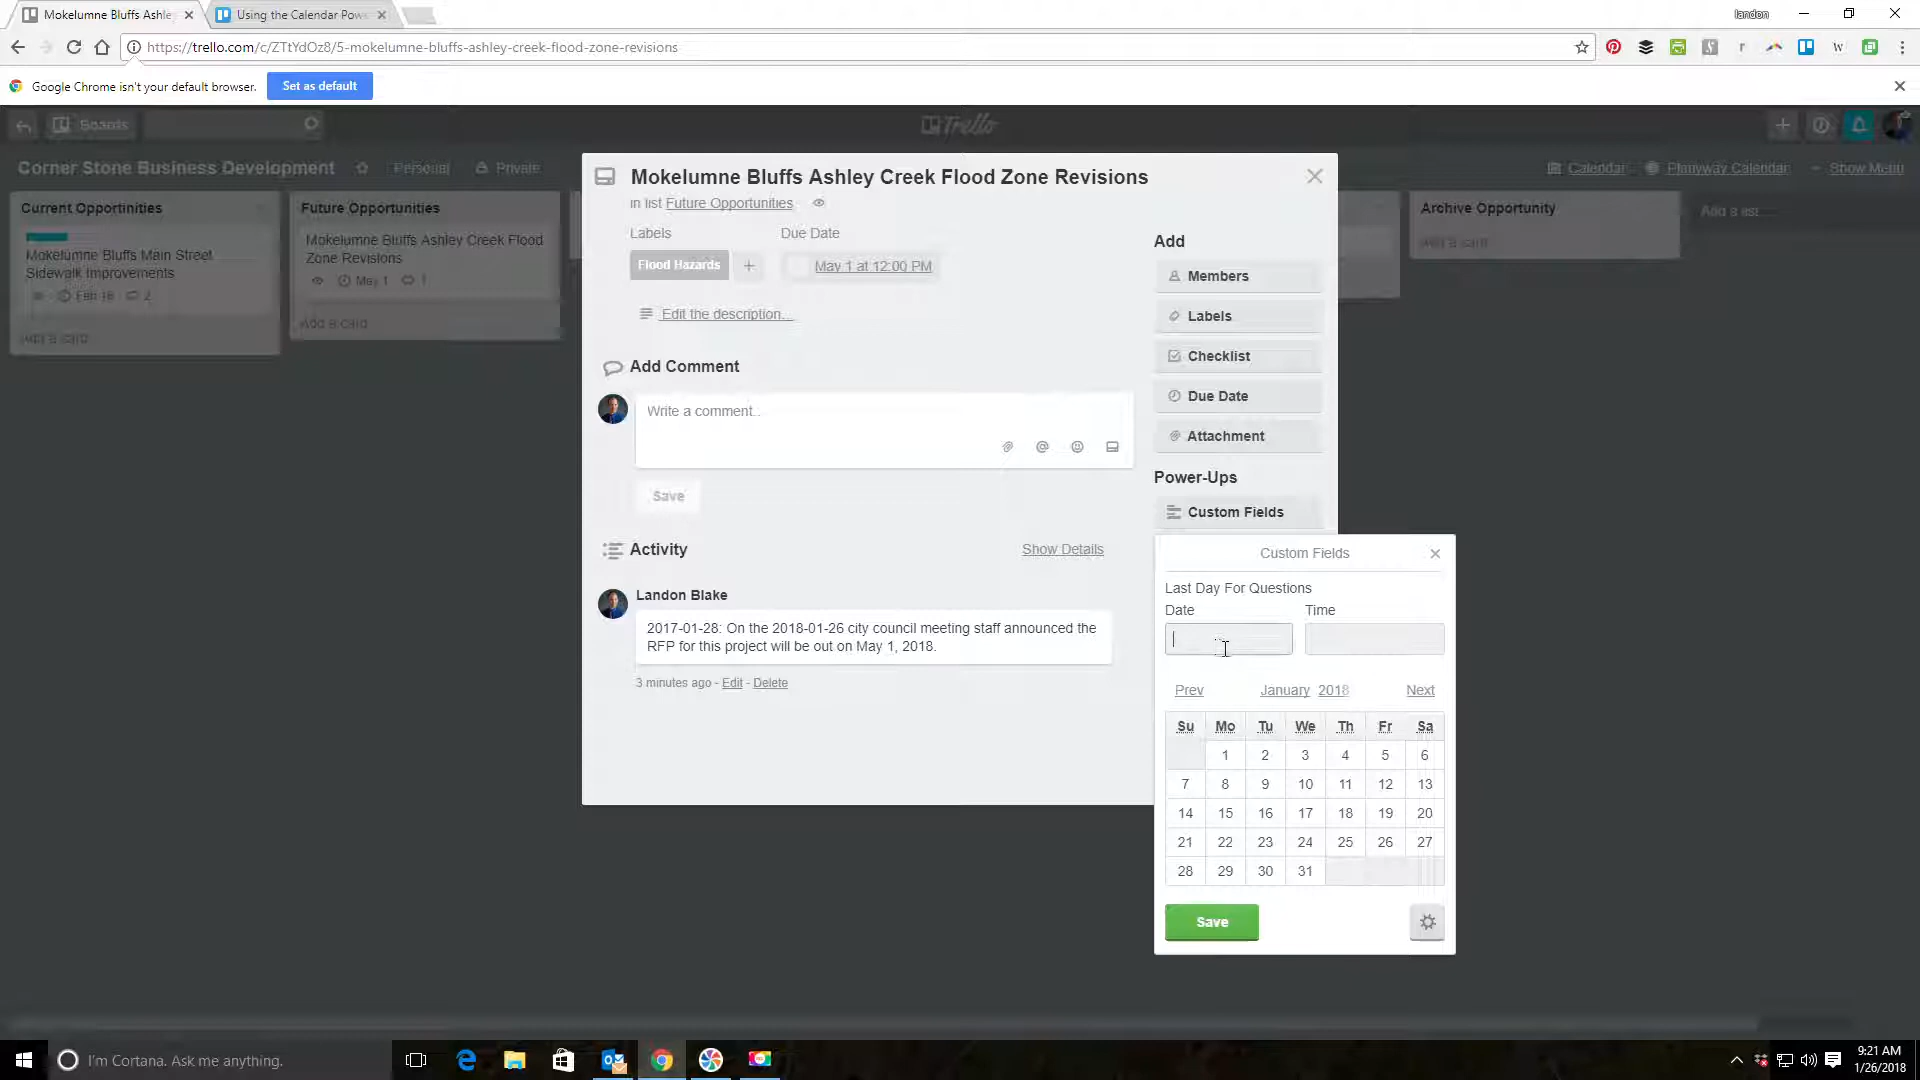 Mokelumne Bluffs Ashle
Using the Calendar Pow
landon
https://trello.com/c/ZTtYdOz8/5-mokelumne-bluffs-ashley-creek-flood-zone-revisions
Google Chrome isn't your default browser.
Set as default
Boards
Trello
Corner Stone Business Development
Personal
Private
Calendar
Planyway Calendar
Show Menu
Current Opportinities
Mokelumne Bluffs Main Street
Sidewalk Improvements
Feb 16
2
Add a card...
Future Opportunities
Mokelumne Bluffs Ashley Creek Flood
Zone Revisions
May 1
1
Add a card...
Archive Opportunity
Add a card...
Add a list...
Mokelumne Bluffs Ashley Creek Flood Zone Revisions
in list Future Opportunities
Labels
Due Date
Flood Hazards
+
May 1 at 12:00 PM
Edit the description...
Add Comment
Write a comment...
Save
Activity
Show Details
Landon Blake
2017-01-28: On the 2018-01-26 city council meeting staff announced the
RFP for this project will be out on May 1, 2018.
3 minutes ago - Edit - Delete
Add
Members
Labels
Checklist
Due Date
Attachment
Power-Ups
Custom Fields
Custom Fields
Last Day For Questions
Date
Time
Prev
January 2018
Next
Su Mo Tu We Th Fr Sa
1 2 3 4 5 6
7 8 9 10 11 12 13
14 15 16 17 18 19 20
21 22 23 24 25 26 27
28 29 30 31
Save
I'm Cortana. Ask me anything.
9:21 AM
1/26/2018